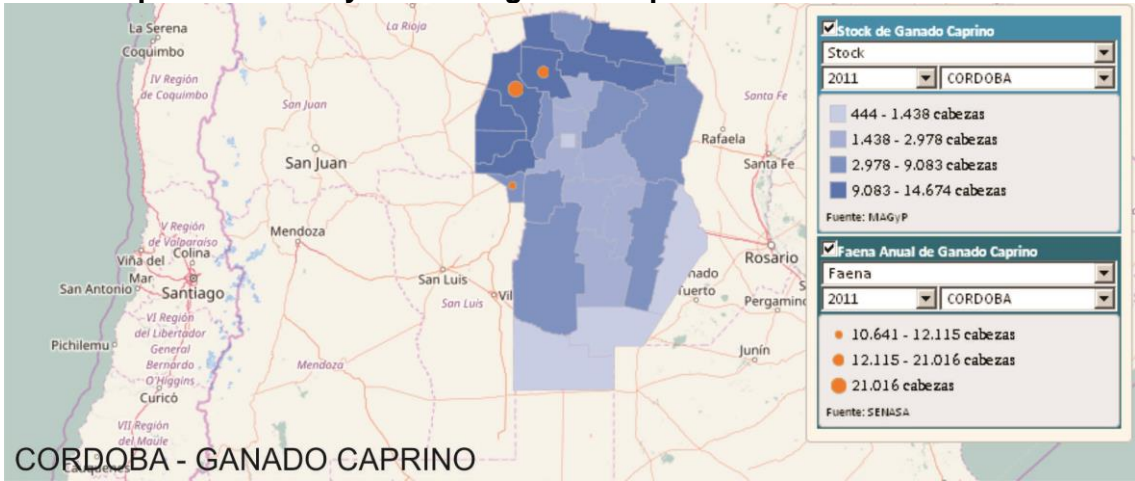 La Serena
Coquimbo
IV Región
de Coquimbo
La Rioja
San Juan
San Juan
Santa Fe
Rafaela
Santa Fe
V Región
de Valparaíso
Viña del
Mar
Colina
San Antonio
Santiago
Mendoza
San Luis
San Luis
Vil
Rosario
nado
uerto
Pergamino
VI Región
del Libertador
General
Bernardo
O'Higgins
Pichilemu
Curicó
Mendoza
Junín
VII Región
del Maule
Cauquenes
CORDOBA - GANADO CAPRINO
Stock de Ganado Caprino
Stock
2011 CORDOBA
444 - 1.438 cabezas
1.438 - 2.978 cabezas
2.978 - 9.083 cabezas
9.083 - 14.674 cabezas
Fuente: MAGyP
Faena Anual de Ganado Caprino
Faena
2011 CORDOBA
10.641 - 12.115 cabezas
12.115 - 21.016 cabezas
21.016 cabezas
Fuente: SENASA